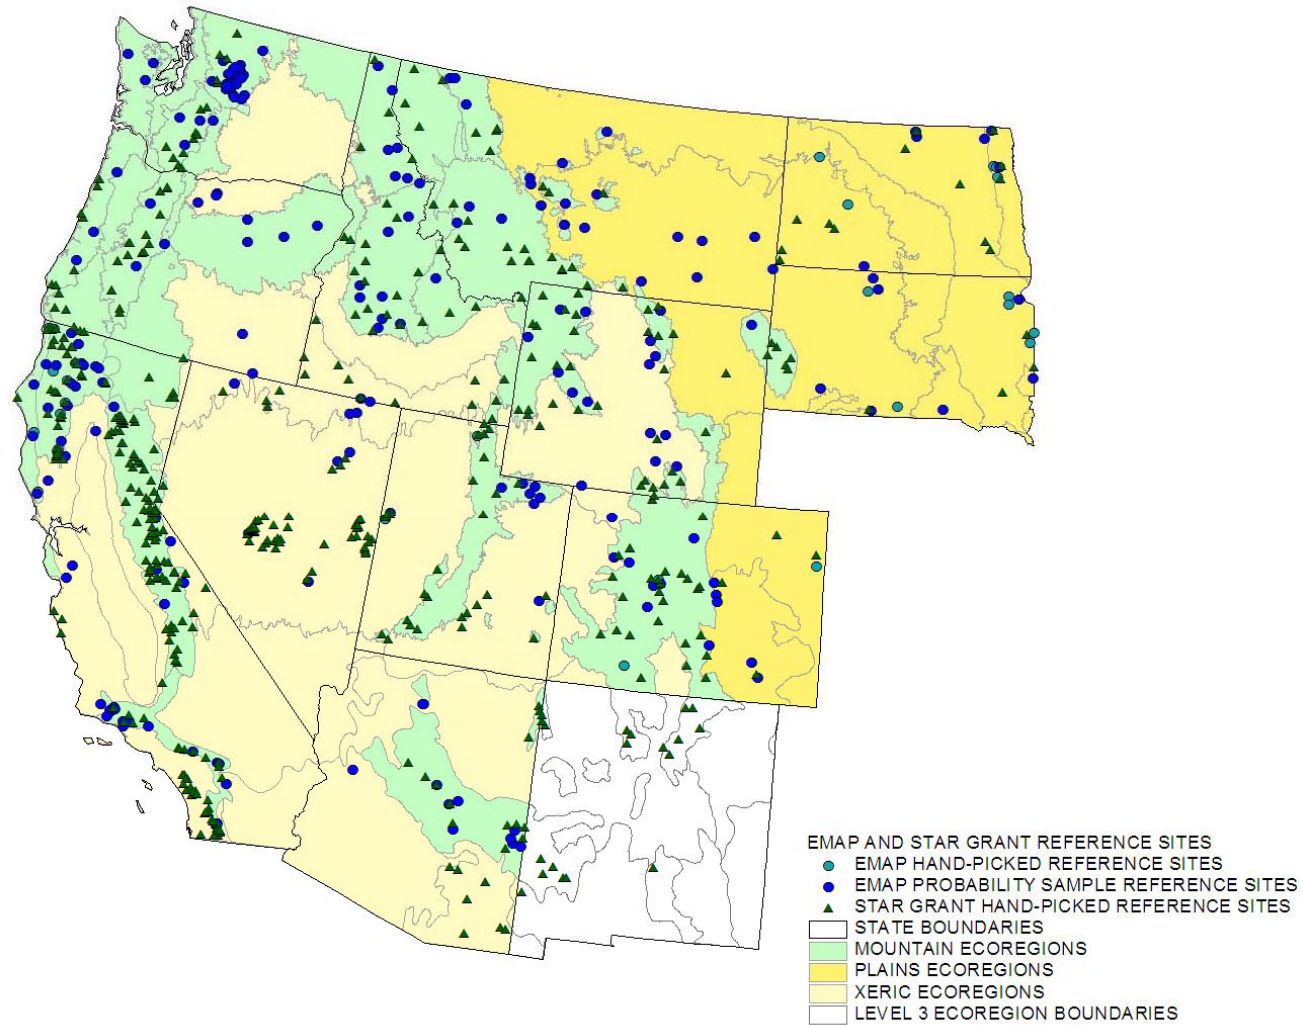 EMAP AND STAR GRANT REFERENCE SITES
EMAP HAND-PICKED REFERENCE SITES
EMAP PROBABILITY SAMPLE REFERENCE SITES
STAR GRANT HAND-PICKED REFERENCE SITES
STATE BOUNDARIES
MOUNTAIN ECOREGIONS
PLAINS ECOREGIONS
XERIC ECOREGIONS
LEVEL 3 ECOREGION BOUNDARIES